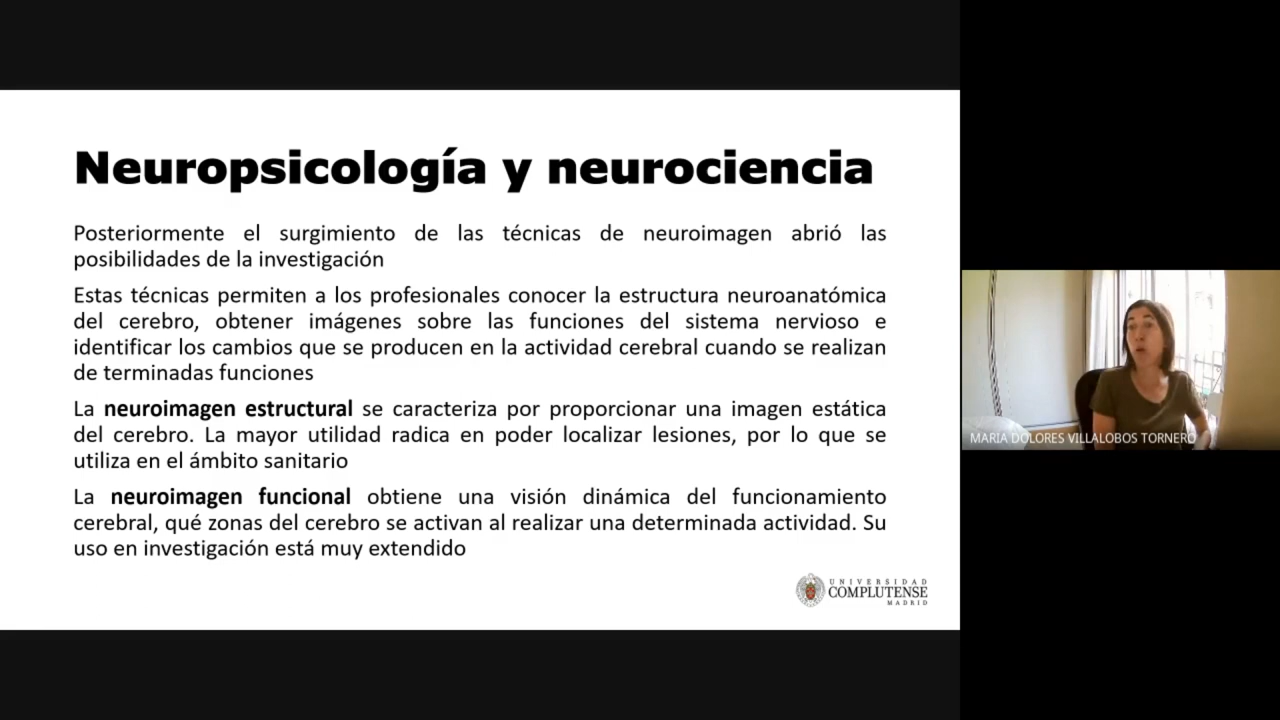 Neuropsicología y neurociencia
Posteriormente el surgimiento de las técnicas de neuroimagen abrió las
posibilidades de la investigación
Estas técnicas permiten a los profesionales conocer la estructura neuroanatómica
del cerebro, obtener imágenes sobre las funciones del sistema nervioso e
identificar los cambios que se producen en la actividad cerebral cuando se realizan
de terminadas funciones
La neuroimagen estructural se caracteriza por proporcionar una imagen estática
del cerebro. La mayor utilidad radica en poder localizar lesiones, por lo que se
utiliza en el ámbito sanitario
La neuroimagen funcional obtiene una visión dinámica del funcionamiento
cerebral, qué zonas del cerebro se activan al realizar una determinada actividad. Su
uso en investigación está muy extendido
UNIVERSIDAD
COMPLUTENSE
MADRID
MARIA DOLORES VILLALOBOS TORNERO